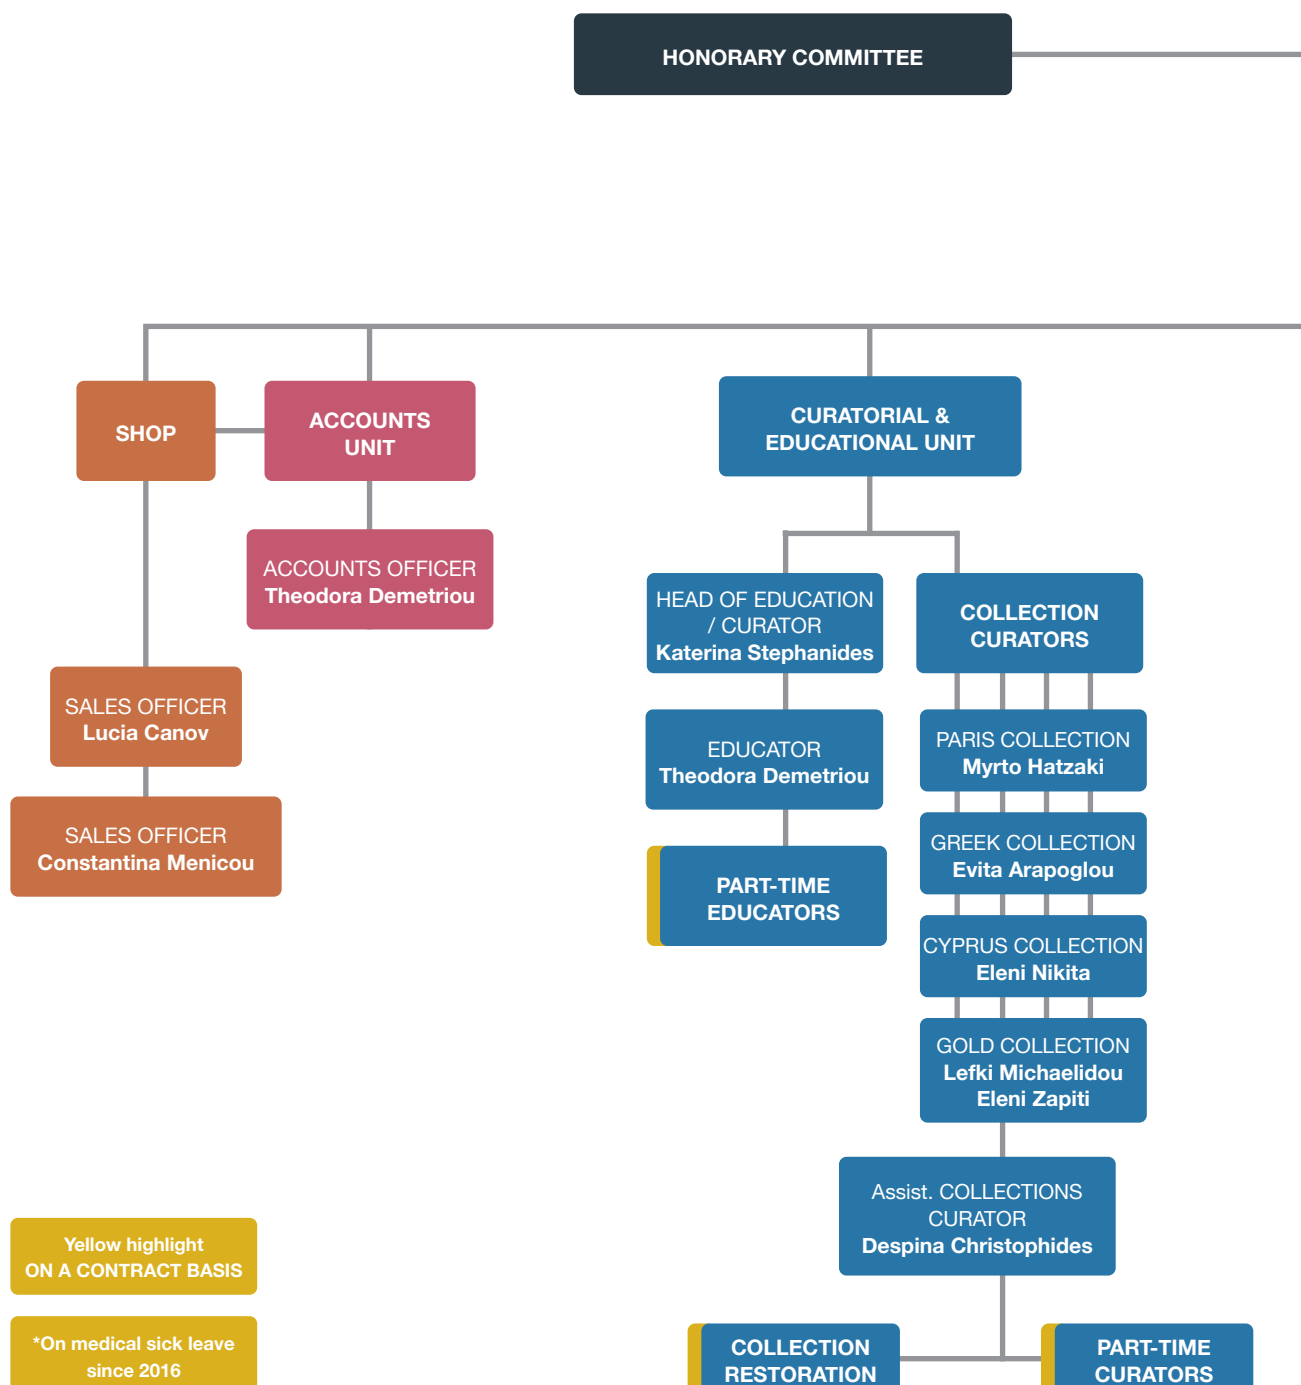 HONORARY COMMITTEE
SHOP
ACCOUNTS
UNIT
CURATORIAL &
EDUCATIONAL UNIT
ACCOUNTS OFFICER
Theodora Demetriou
SALES OFFICER
Lucia Canov
SALES OFFICER
Constantina Menicou
HEAD OF EDUCATION
/ CURATOR
Katerina Stephanides
EDUCATOR
Theodora Demetriou
PART-TIME
EDUCATORS
COLLECTION
CURATORS
PARIS COLLECTION
Myrto Hatzaki
GREEK COLLECTION
Evita Arapoglou
CYPRUS COLLECTION
Eleni Nikita
GOLD COLLECTION
Lefki Michaelidou
Eleni Zapiti
Assist. COLLECTIONS
CURATOR
Despina Christophides
COLLECTION
RESTORATION
PART-TIME
CURATORS
Yellow highlight
ON A CONTRACT BASIS
*On medical sick leave
since 2016